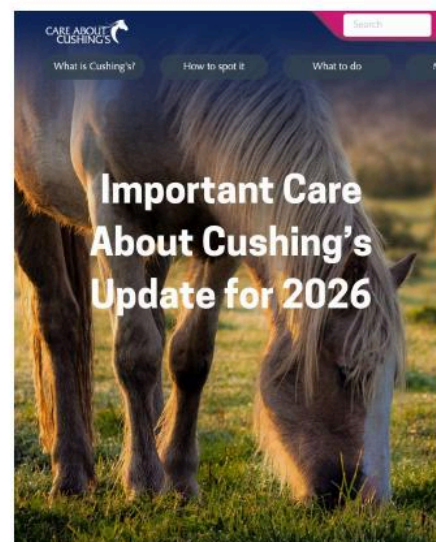 CARE ABOUT
CUSHING'S
Search
What is Cushing's?
How to spot it
What to do
Important Care
About Cushing's
Update for 2026